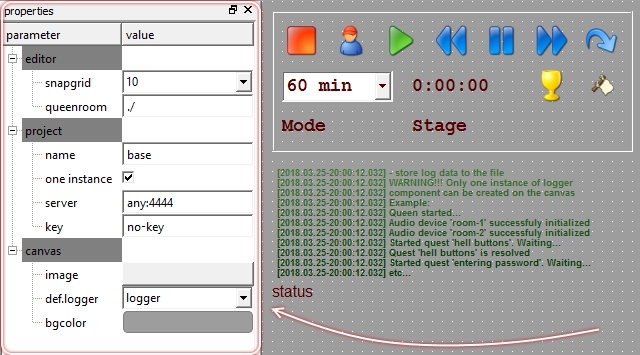 properties
parameter value
editor
snapgrid 10
queenroom ./
project
name base
one instance
server any:4444
key no-key
canvas
image
def.logger logger
bgcolor
60 min 0:00:00
Mode Stage
[2018.03.25-20:00:12.032] - store log data to the file
[2018.03.25-20:00:12.032] WARNING!!! Only one instance of logger
[2018.03.25-20:00:12.032] component can be created on the canvas
[2018.03.25-20:00:12.032] Example:
[2018.03.25-20:00:12.032] Queen started...
[2018.03.25-20:00:12.032] Audio device 'room-1' successfuly initialized
[2018.03.25-20:00:12.032] Audio device 'room-2' successfuly initialized
[2018.03.25-20:00:12.032] Started quest 'hell buttons'. Waiting...
[2018.03.25-20:00:12.032] Quest 'hell buttons' is resolved
[2018.03.25-20:00:12.032] Started quest 'entering password'. Waiting...
[2018.03.25-20:00:12.032] etc...
status